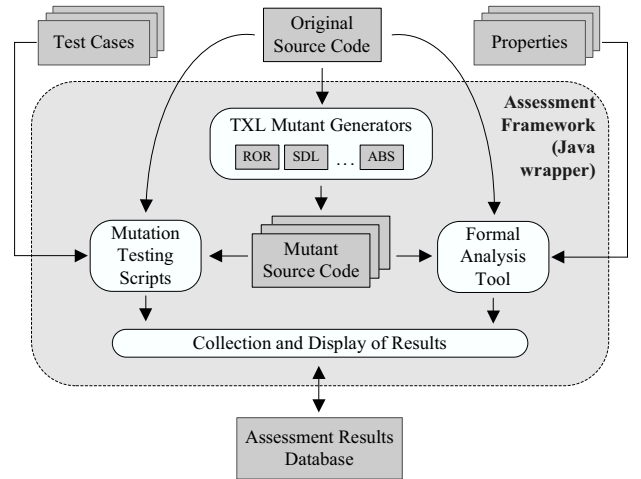 Test Cases
Original
Source Code
Properties
Assessment
Framework
(Java
wrapper)
TXL Mutant Generators
ROR SDL ... ABS
Mutation
Testing
Scripts
Mutant
Source Code
Formal
Analysis
Tool
Collection and Display of Results
Assessment Results
Database